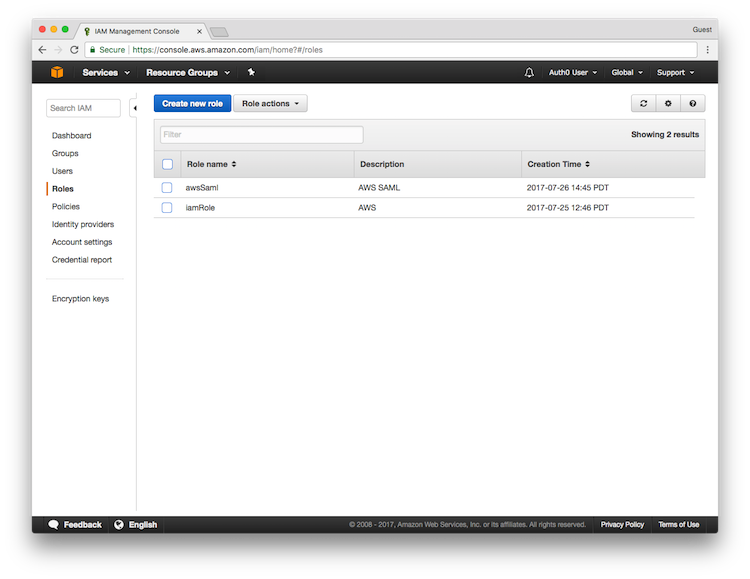 IAM Management Console
Guest
Secure | https://console.aws.amazon.com/iam/home?#/roles
Services Resource Groups Auth0 User Global Support
Search IAM
Dashboard
Groups
Users
Roles
Policies
Identity providers
Account settings
Credential report
Encryption keys
Create new role Role actions
Filter
Showing 2 results
Role name Description Creation Time
awsSaml AWS SAML 2017-07-26 14:45 PDT
iamRole AWS 2017-07-25 12:46 PDT
Feedback English © 2008 - 2017, Amazon Web Services, Inc. or its affiliates. All rights reserved. Privacy Policy Terms of Use